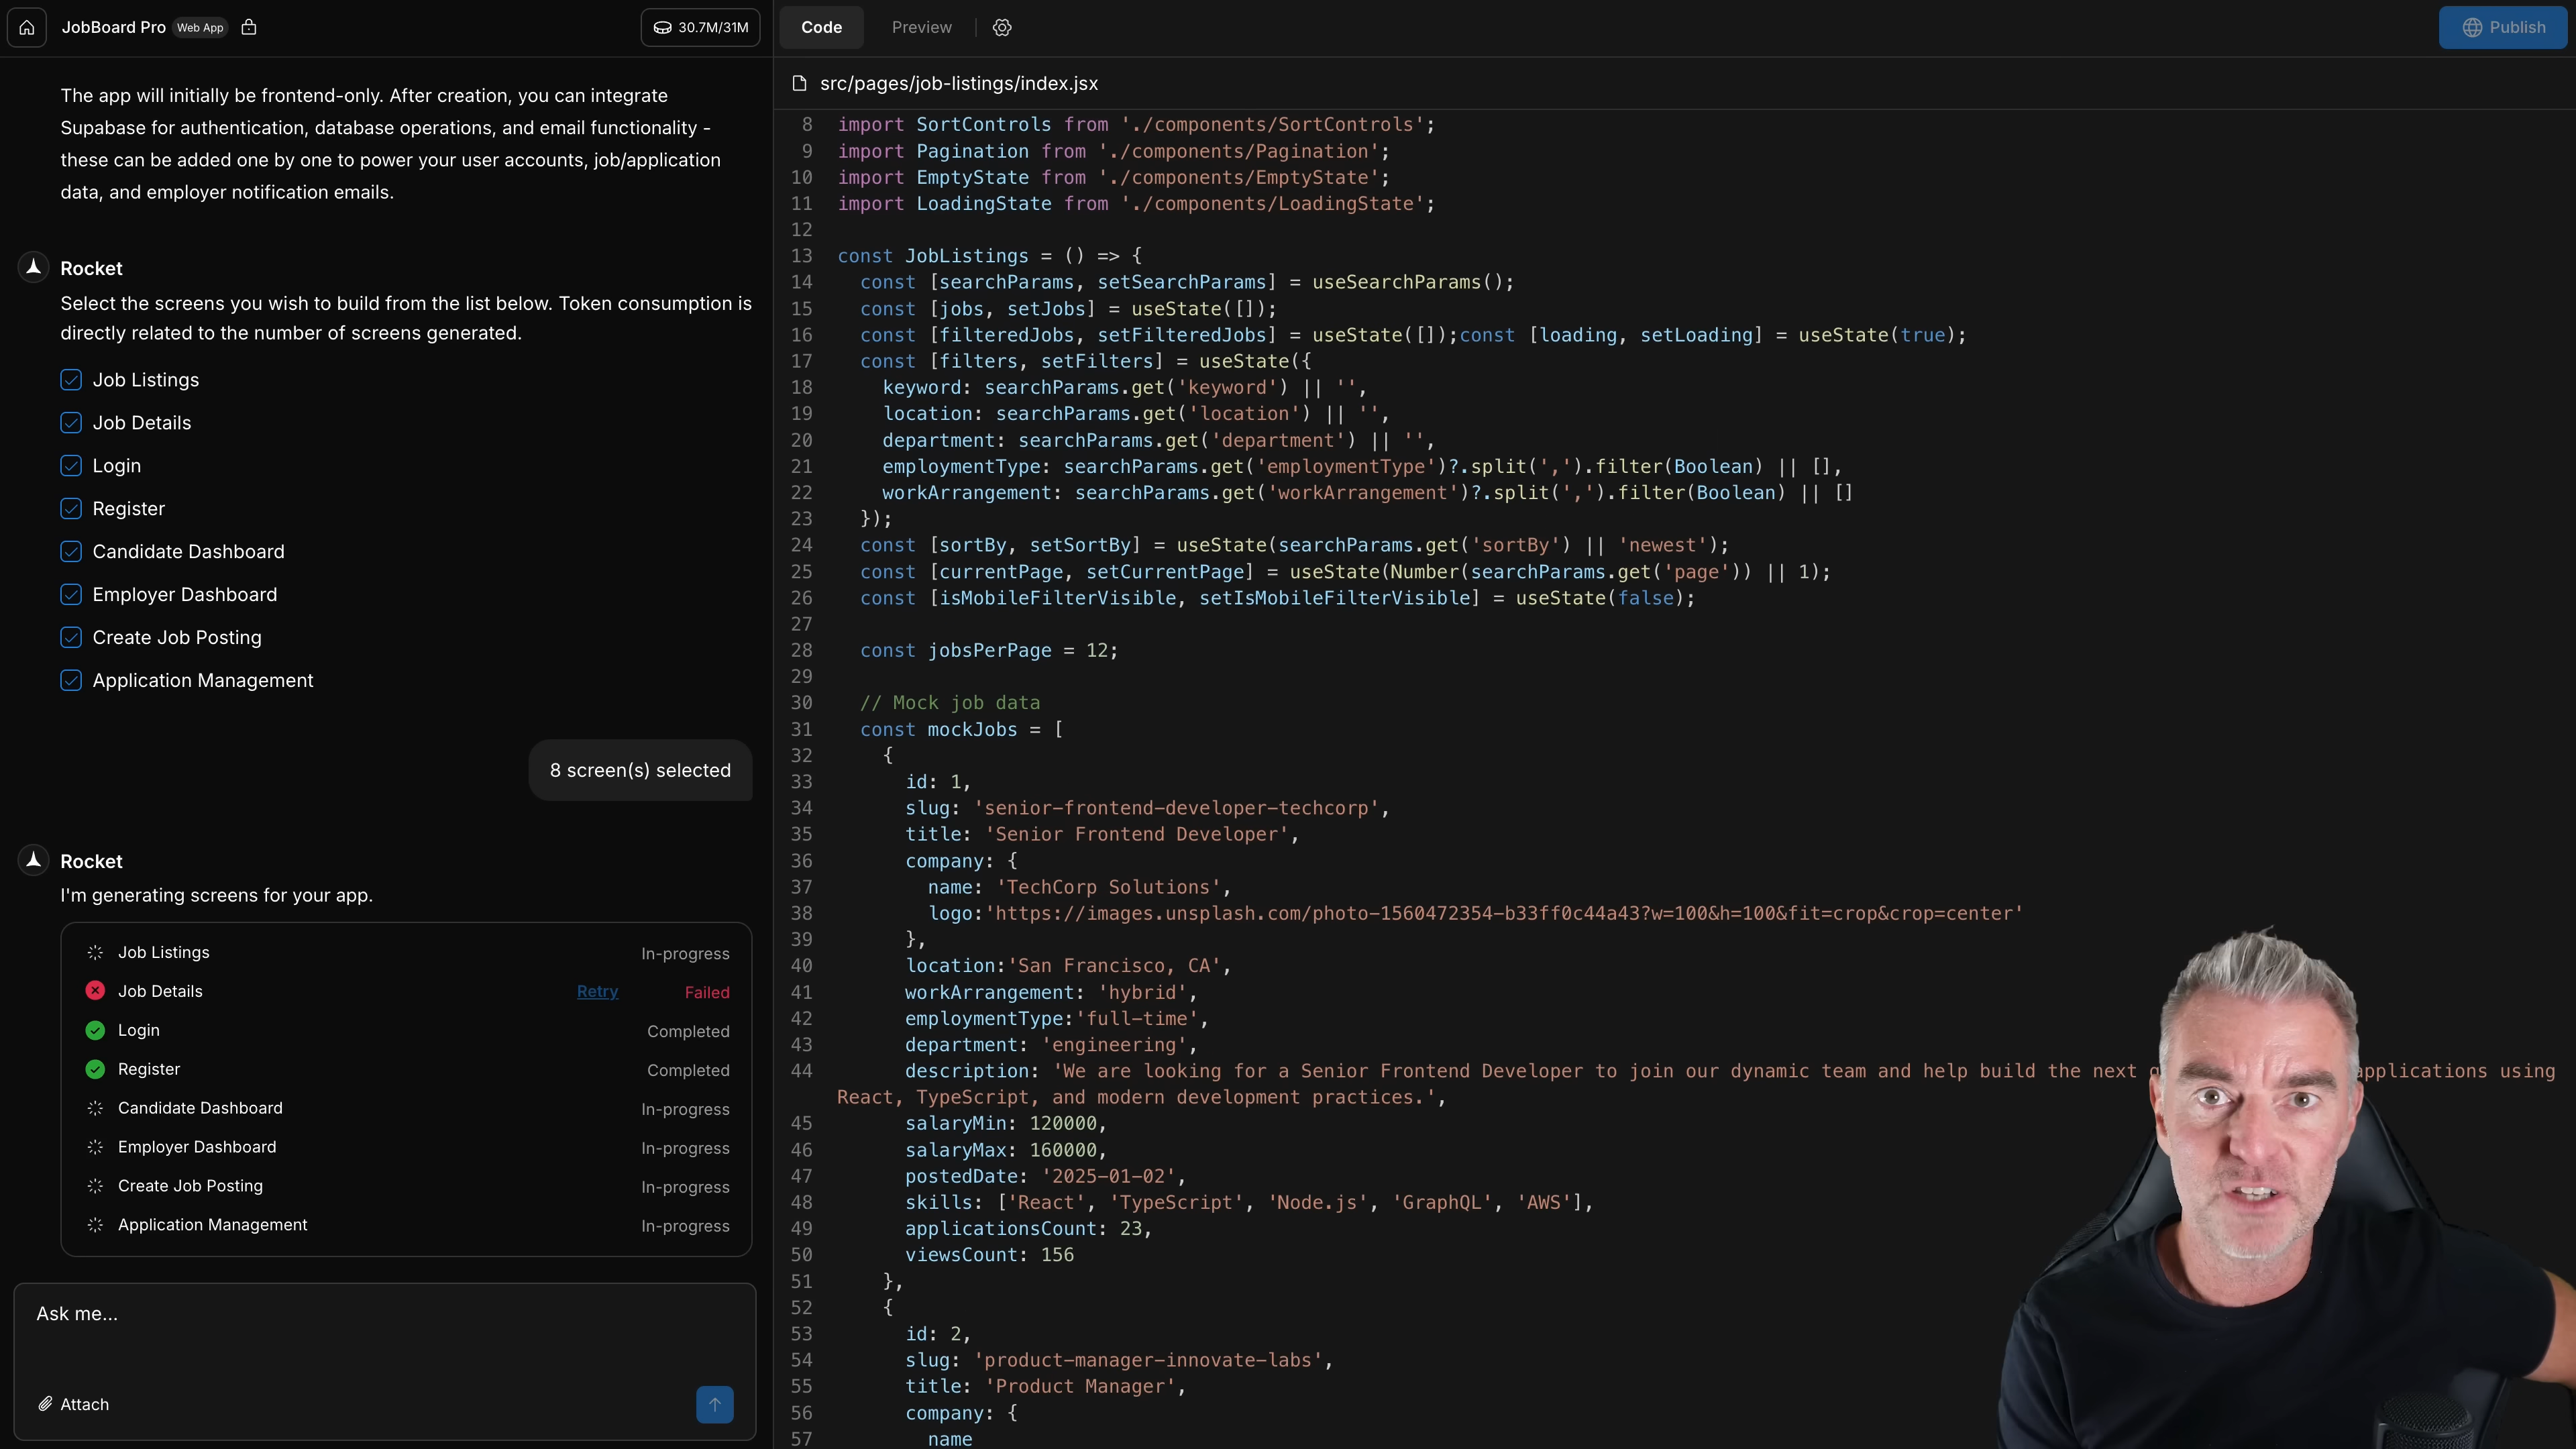 JobBoard Pro Web App
30.7M/31M
Code Preview
Publish
The app will initially be frontend-only. After creation, you can integrate
Supabase for authentication, database operations, and email functionality -
these can be added one by one to power your user accounts, job/application
data, and employer notification emails.
Rocket
Select the screens you wish to build from the list below. Token consumption is
directly related to the number of screens generated.
Job Listings
Job Details
Login
Register
Candidate Dashboard
Employer Dashboard
Create Job Posting
Application Management
8 screen(s) selected
Rocket
I'm generating screens for your app.
Job Listings In-progress
Job Details Retry Failed
Login Completed
Register Completed
Candidate Dashboard In-progress
Employer Dashboard In-progress
Create Job Posting In-progress
Application Management In-progress
Ask me...
Attach
src/pages/job-listings/index.jsx
8 import SortControls from './components/SortControls';
9 import Pagination from './components/Pagination';
10 import EmptyState from './components/EmptyState';
11 import LoadingState from './components/LoadingState';
12
13 const JobListings = () => {
14 const [searchParams, setSearchParams] = useSearchParams();
15 const [jobs, setJobs] = useState([]);
16 const [filteredJobs, setFilteredJobs] = useState([]);const [loading, setLoading] = useState(true);
17 const [filters, setFilters] = useState({
18 keyword: searchParams.get('keyword') || '',
19 location: searchParams.get('location') || '',
20 department: searchParams.get('department') || '',
21 employmentType: searchParams.get('employmentType')?.split(',').filter(Boolean) || [],
22 workArrangement: searchParams.get('workArrangement')?.split(',').filter(Boolean) || []
23 });
24 const [sortBy, setSortBy] = useState(searchParams.get('sortBy') || 'newest');
25 const [currentPage, setCurrentPage] = useState(Number(searchParams.get('page')) || 1);
26 const [isMobileFilterVisible, setIsMobileFilterVisible] = useState(false);
27
28 const jobsPerPage = 12;
29
30 // Mock job data
31 const mockJobs = [
32 {
33 id: 1,
34 slug: 'senior-frontend-developer-techcorp',
35 title: 'Senior Frontend Developer',
36 company: {
37 name: 'TechCorp Solutions',
38 logo:'https://images.unsplash.com/photo-1560472354-b33ff0c44a43?w=100&h=100&fit=crop&crop=center'
39 },
40 location:'San Francisco, CA',
41 workArrangement: 'hybrid',
42 employmentType:'full-time',
43 department: 'engineering',
44 description: 'We are looking for a Senior Frontend Developer to join our dynamic team and help build the next applications using
React, TypeScript, and modern development practices.',
45 salaryMin: 120000,
46 salaryMax: 160000,
47 postedDate: '2025-01-02',
48 skills: ['React', 'TypeScript', 'Node.js', 'GraphQL', 'AWS'],
49 applicationsCount: 23,
50 viewsCount: 156
51 },
52 {
53 id: 2,
54 slug: 'product-manager-innovate-labs',
55 title: 'Product Manager',
56 company: {
57 name